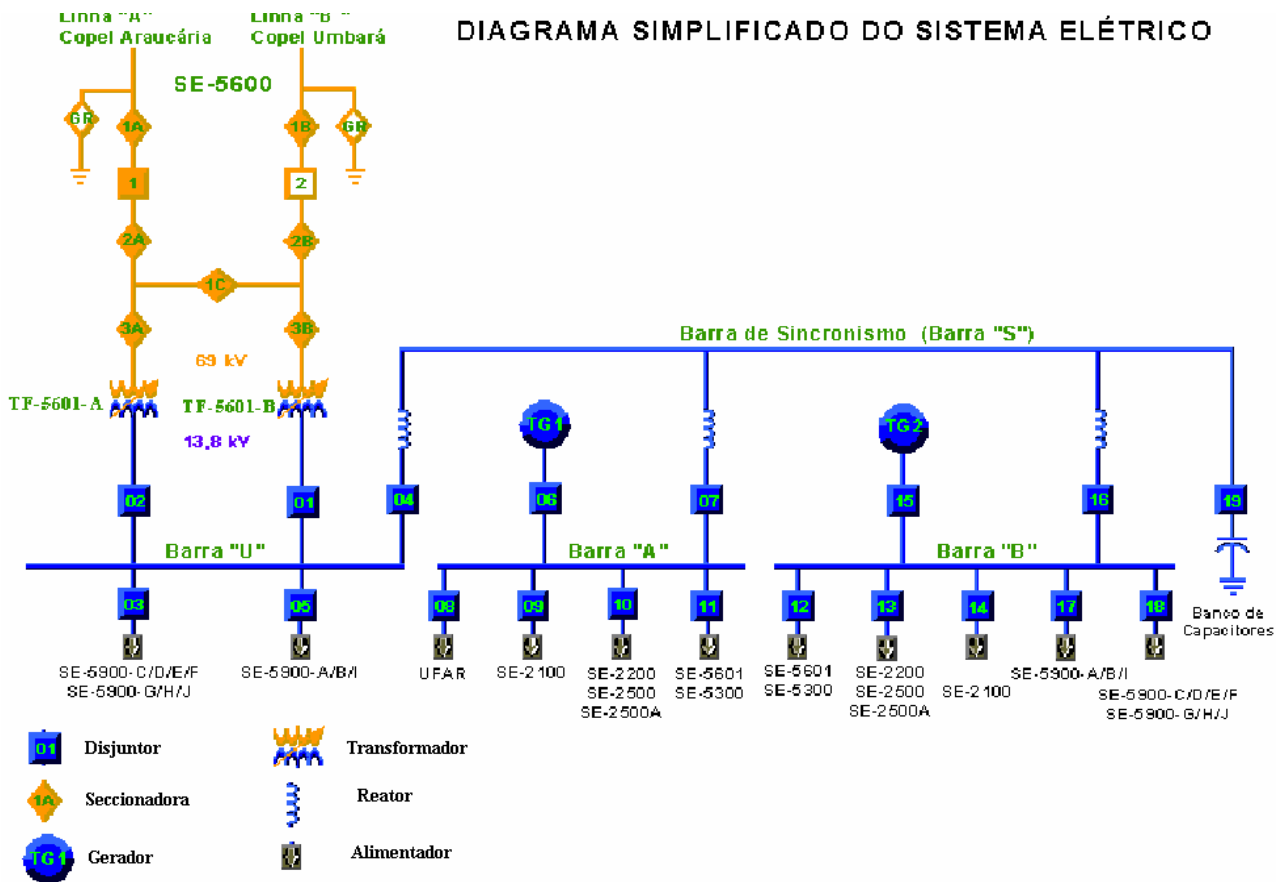 Linha "A"
Copel Araucária
Linha "B"
Copel Umbará
DIAGRAMA SIMPLIFICADO DO SISTEMA ELÉTRICO
SE-5600
GR
1A
1B
GR
1
2
2A
2B
1C
3A
3B
69 kV
TF-5601-A
TF-5601-B
13,8 kV
Barra de Sincronismo (Barra "S")
TG1
TG2
02
01
04
06
07
15
16
19
Barra "U"
Barra "A"
Barra "B"
03
05
08
09
10
11
12
13
14
17
18
Banco de
Capacitores
SE-5900-C/D/E/F
SE-5900-G/H/J
SE-5900-A/B/I
UFAR
SE-2100
SE-2200
SE-2500
SE-2500A
SE-5601
SE-5300
SE-5601
SE-5300
SE-2200
SE-2500
SE-2500A
SE-2100
SE-5900-A/B/I
SE-5900-C/D/E/F
SE-5900-G/H/J
01
Disjuntor
Transformador
1A
Seccionadora
Reator
TG1
Gerador
Alimentador